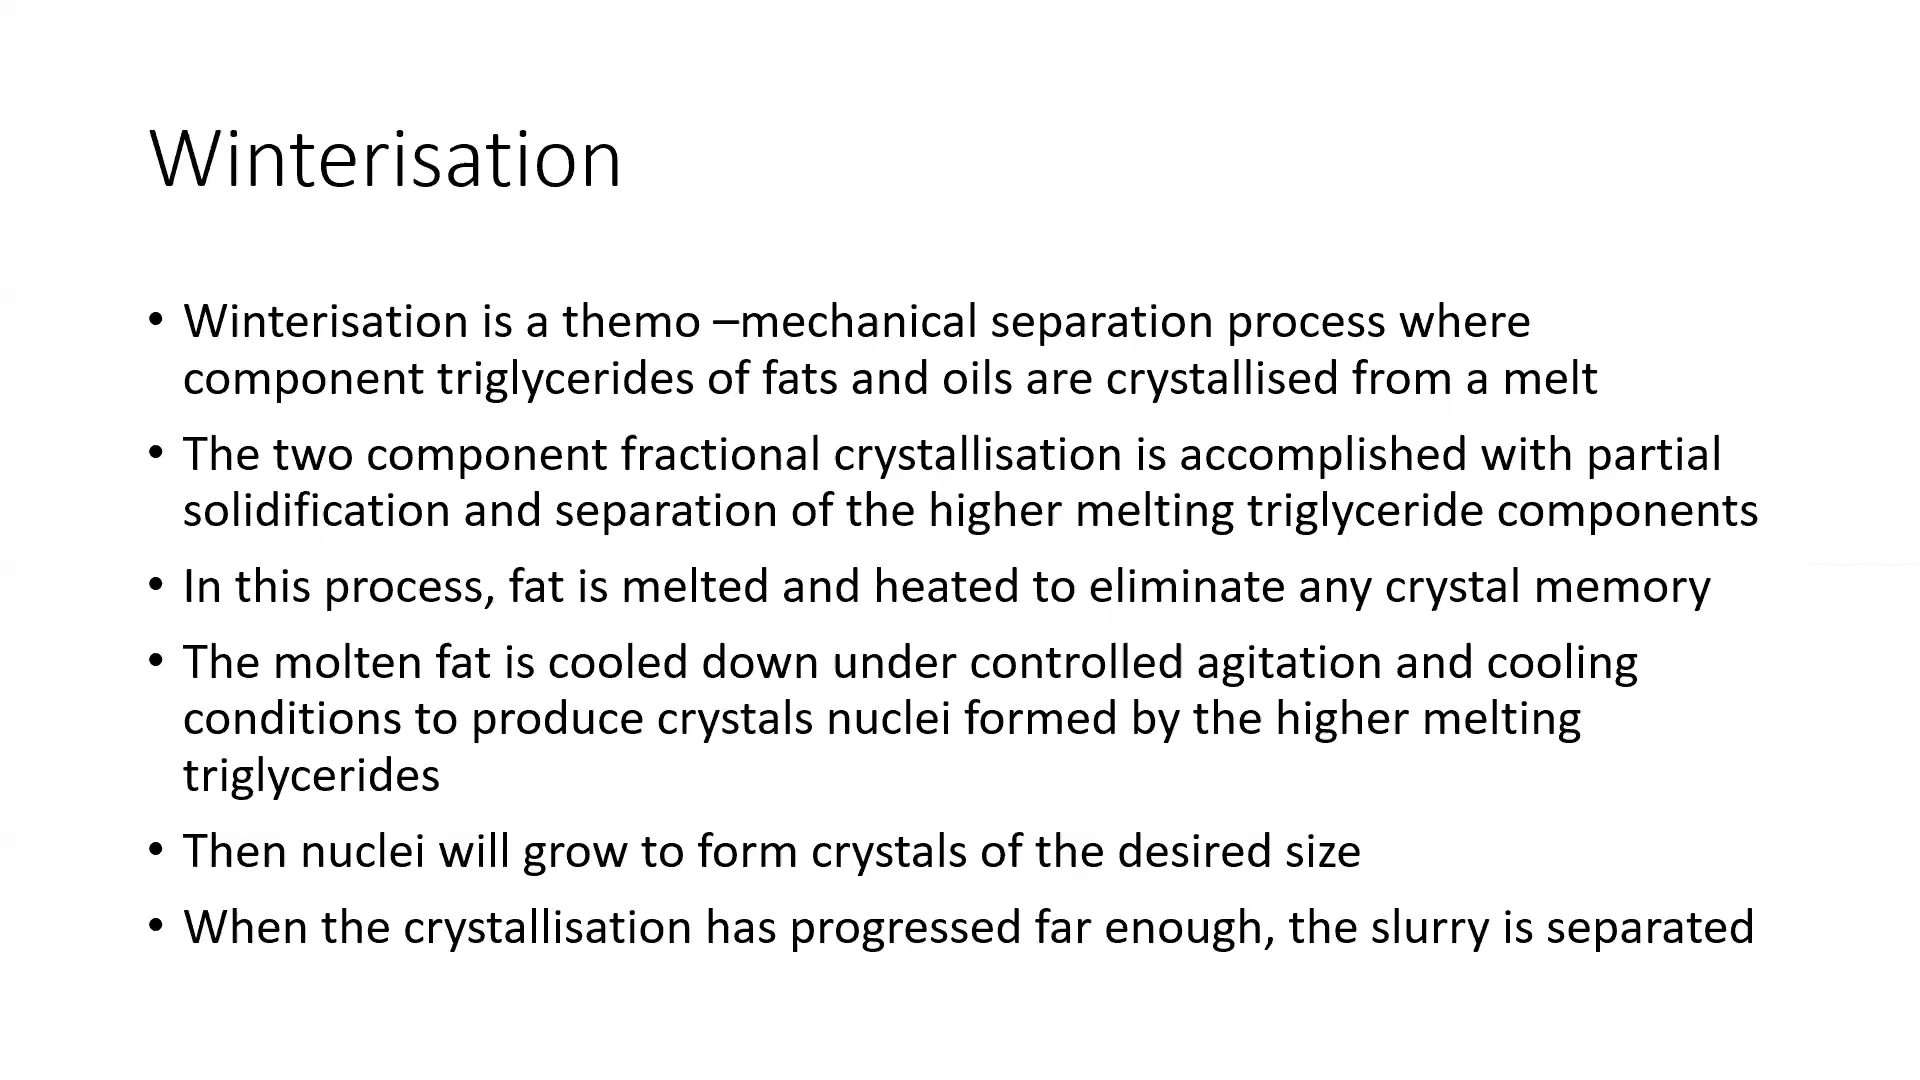 Winterisation
• Winterisation is a themo –mechanical separation process where
component triglycerides of fats and oils are crystallised from a melt
• The two component fractional crystallisation is accomplished with partial
solidification and separation of the higher melting triglyceride components
• In this process, fat is melted and heated to eliminate any crystal memory
• The molten fat is cooled down under controlled agitation and cooling
conditions to produce crystals nuclei formed by the higher melting
triglycerides
• Then nuclei will grow to form crystals of the desired size
• When the crystallisation has progressed far enough, the slurry is separated